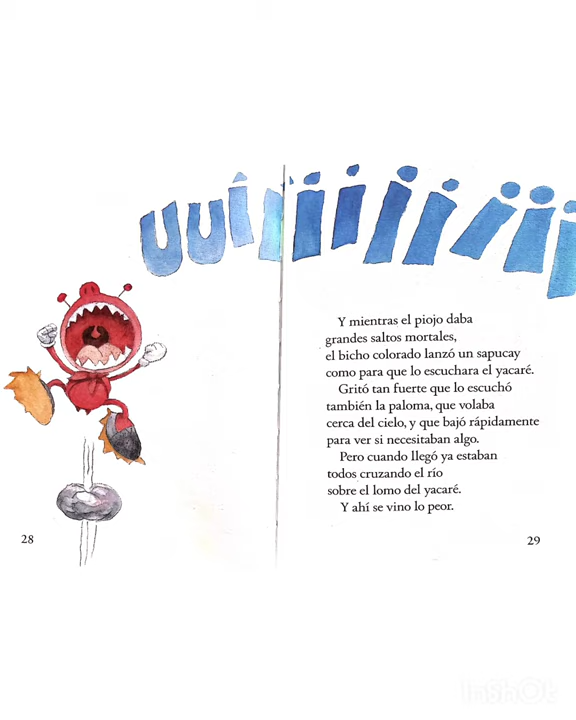 UUÍiiiiiiiii
Y mientras el piojo daba
grandes saltos mortales,
el bicho colorado lanzó un sapucay
como para que lo escuchara el yacaré.
Gritó tan fuerte que lo escuchó
también la paloma, que volaba
cerca del cielo, y que bajó rápidamente
para ver si necesitaban algo.
Pero cuando llegó ya estaban
todos cruzando el río
sobre el lomo del yacaré.
Y ahí se vino lo peor.
28
29
InShOt